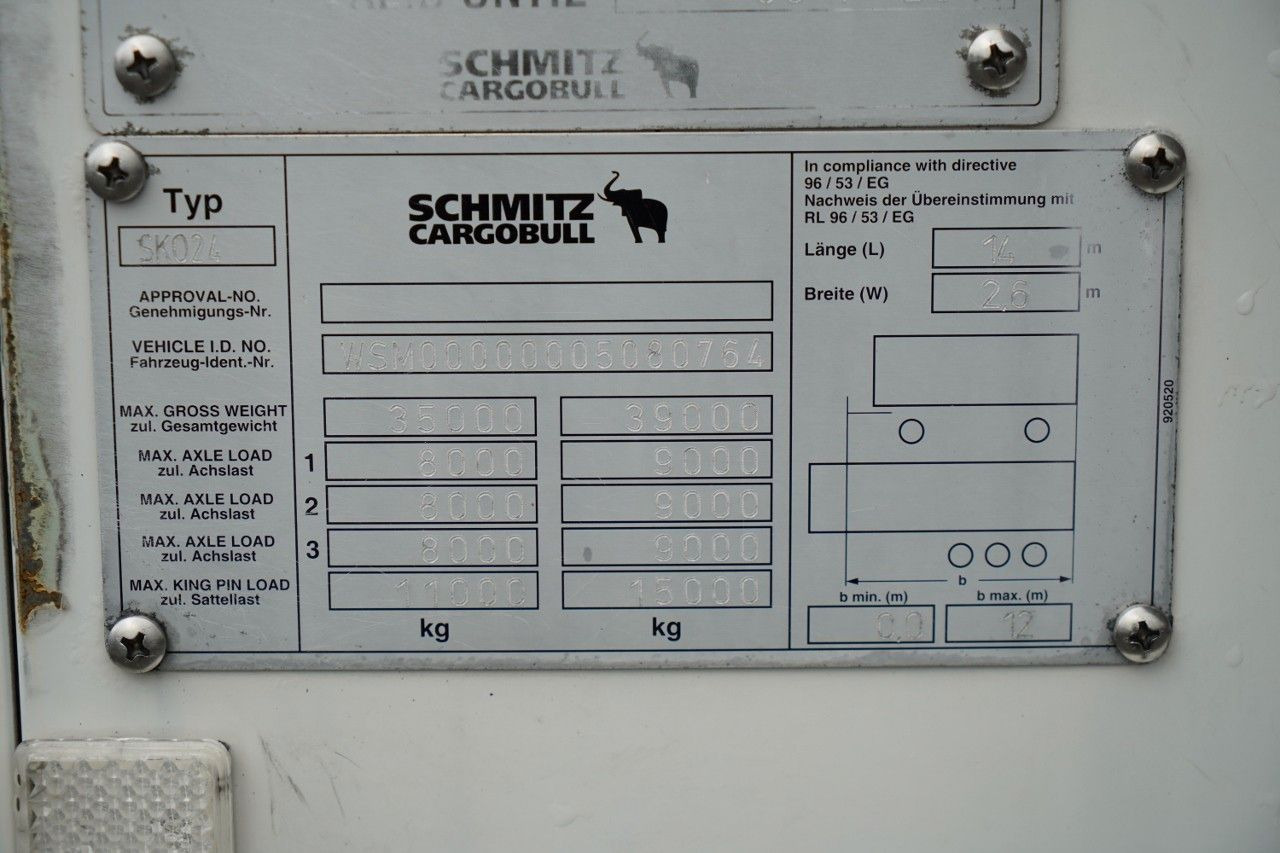 SCHMITZ
CARGOBULL
Typ
SKO24
SCHMITZ
CARGOBULL
APPROVAL-NO.
Genehmigungs-Nr.
VEHICLE I.D. NO.
Fahrzeug-Ident.-Nr.
WSM00000005080764
MAX. GROSS WEIGHT
zul. Gesamtgewicht
35000 39000
MAX. AXLE LOAD
zul. Achslast
1 8000 9000
MAX. AXLE LOAD
zul. Achslast
2 8000 9000
MAX. AXLE LOAD
zul. Achslast
3 8000 9000
MAX. KING PIN LOAD
zul. Sattellast
11000 15000
kg kg
In compliance with directive
96 / 53 / EG
Nachweis der Übereinstimmung mit
RL 96 / 53 / EG
Länge (L) 14 m
Breite (W) 2,6 m
b
b min. (m) b max. (m)
0,0 12
920520